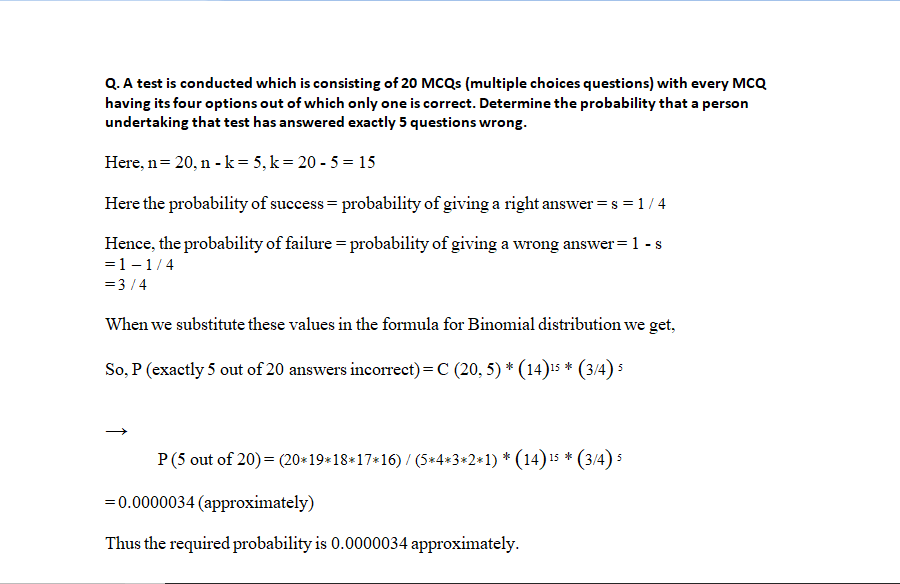 Q. A test is conducted which is consisting of 20 MCQs (multiple choices questions) with every MCQ
having its four options out of which only one is correct. Determine the probability that a person
undertaking that test has answered exactly 5 questions wrong.
Here, n= 20, n - k = 5, k = 20 - 5 = 15
Here the probability of success = probability of giving a right answer = s = 1 / 4
Hence, the probability of failure = probability of giving a wrong answer = 1 - s
= 1 – 1 / 4
= 3 / 4
When we substitute these values in the formula for Binomial distribution we get,
So, P (exactly 5 out of 20 answers incorrect) = C (20, 5) * (14)¹⁵ * (3/4) ⁵
→
P (5 out of 20) = (20*19*18*17*16) / (5*4*3*2*1) * (14) ¹⁵ * (3/4) ⁵
= 0.0000034 (approximately)
Thus the required probability is 0.0000034 approximately.